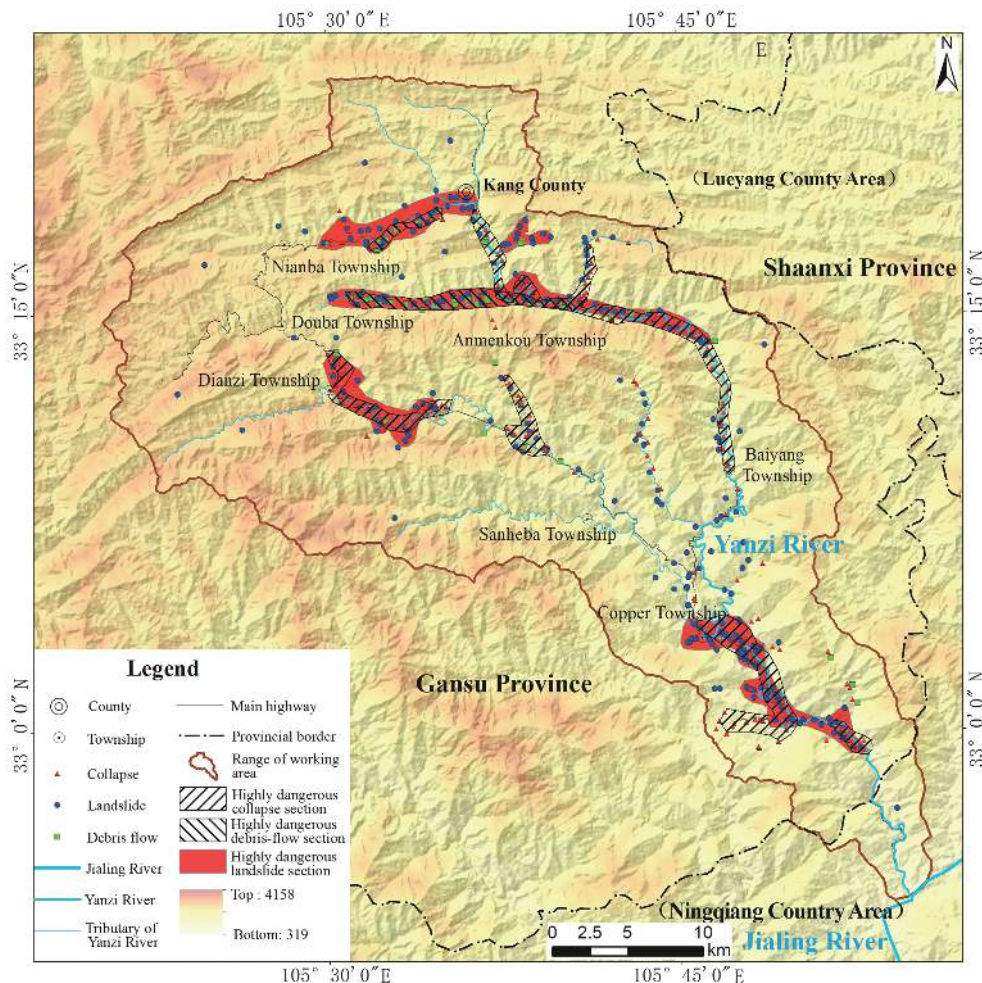 105° 30′ 0″E
105° 45′ 0″E
E
N
(Lueyang County Area)
Kang County
Shaanxi Province
Nianba Township
33° 15′ 0″N
33° 15′ 0″N
Douba Township
Anmenkou Township
Dianzi Township
Baiyang
Township
Sanheba Township
Yanzi River
Copper Township
Gansu Province
33° 0′ 0″N
33° 0′ 0″N
Legend
County
Township
Collapse
Landslide
Debris flow
Jialing River
Yanzi River
Tributary of
Yanzi River
Main highway
Provincial border
Range of working
area
Highly dangerous
collapse section
Highly dangerous
debris-flow section
Highly dangerous
landslide section
Top : 4158
Bottom: 319
(Ningqiang Country Area)
Jialing River
0 2.5 5 10
km
105° 30′ 0″E
105° 45′ 0″E